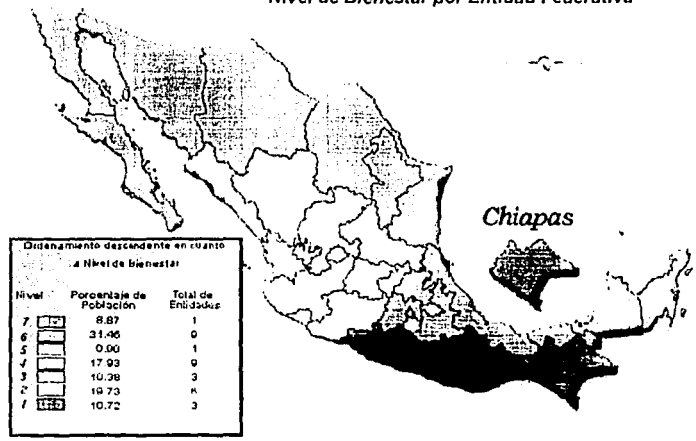 Nivel de Bienestar por Entidad Federativa
Chiapas
Ordenamiento descendente en cuanto
a Nivel de Bienestar
Nivel Porcentaje de Población Total de Entidades
7 8.87 1
6 31.46 9
5 0.90 1
4 17.93 9
3 10.38 3
2 19.73
1 10.72 3